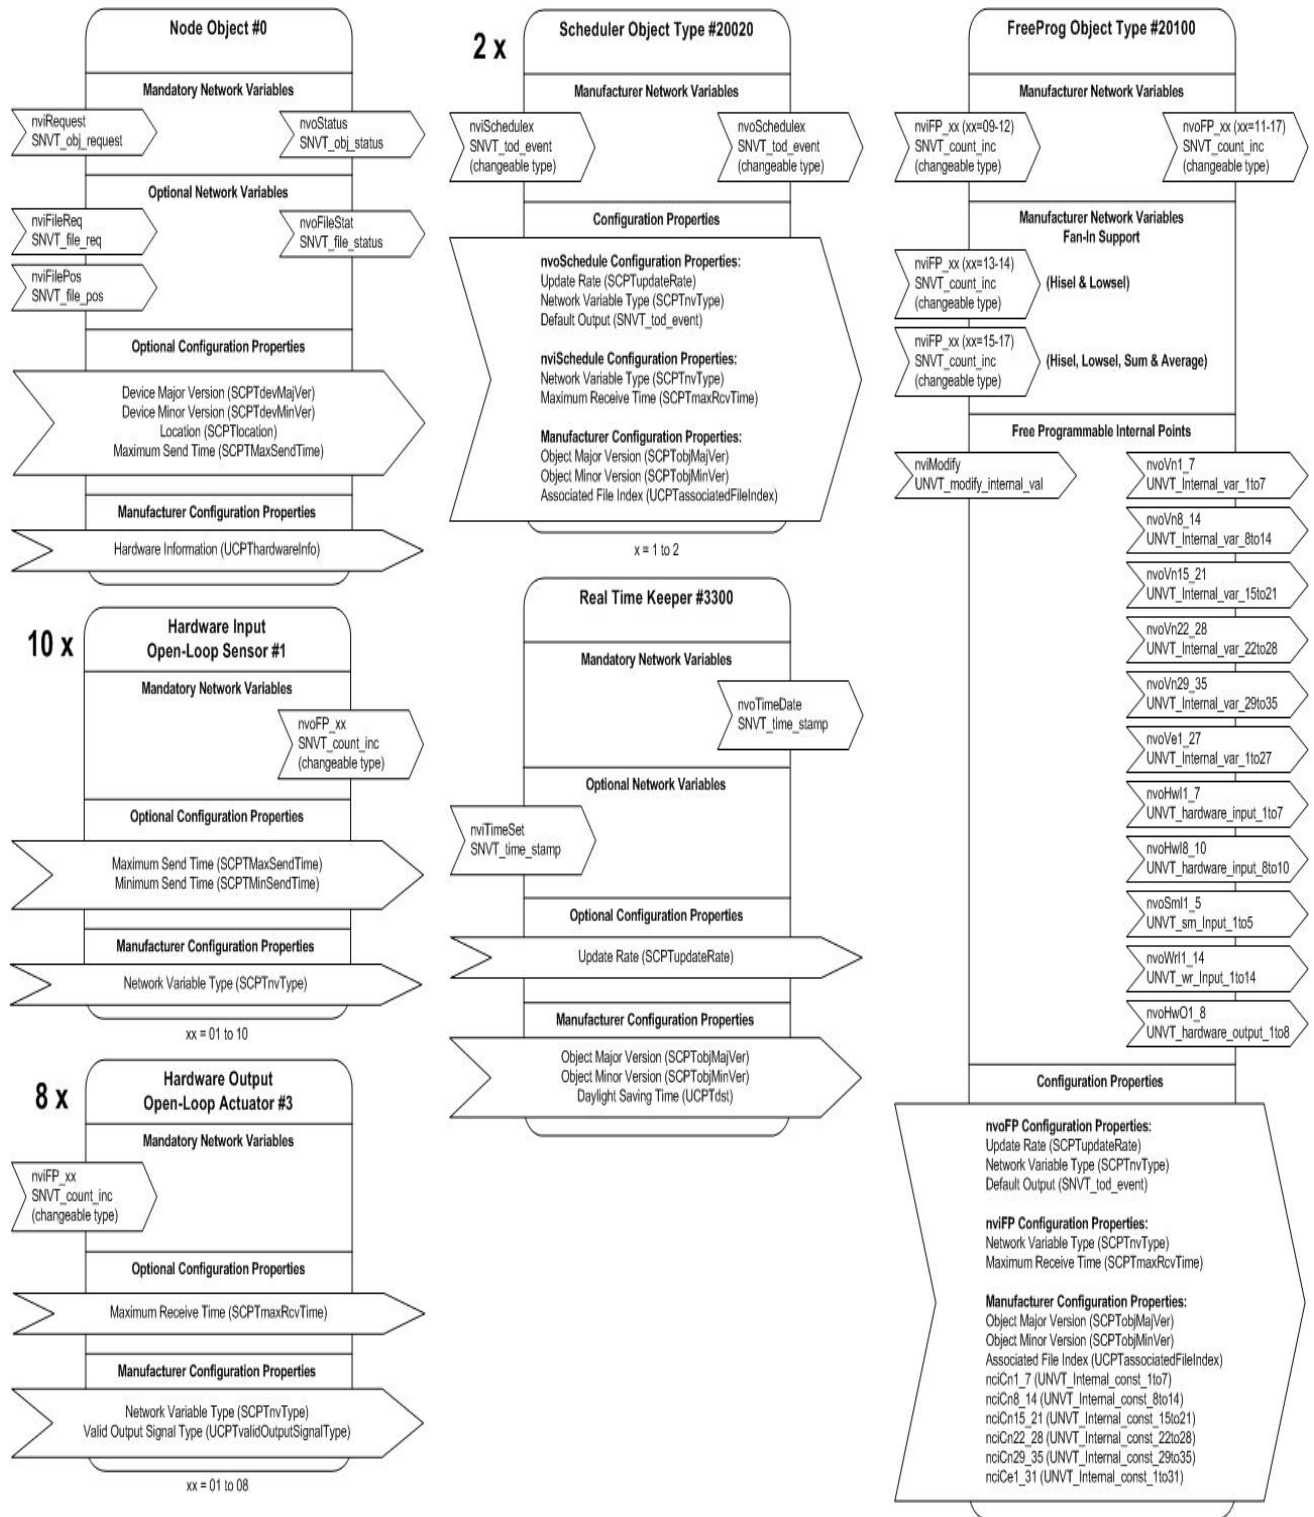 Node Object #0
Mandatory Network Variables
nviRequest
SNVT_obj_request
nvoStatus
SNVT_obj_status
Optional Network Variables
nviFileReq
SNVT_file_req
nvoFileStat
SNVT_file_status
nviFilePos
SNVT_file_pos
Optional Configuration Properties
Device Major Version (SCPTdevMajVer)
Device Minor Version (SCPTdevMinVer)
Location (SCPTlocation)
Maximum Send Time (SCPTMaxSendTime)
Manufacturer Configuration Properties
Hardware Information (UCPThardwareInfo)
10 x
Hardware Input
Open-Loop Sensor #1
Mandatory Network Variables
nvoFP_xx
SNVT_count_inc
(changeable type)
Optional Configuration Properties
Maximum Send Time (SCPTMaxSendTime)
Minimum Send Time (SCPTMinSendTime)
Manufacturer Configuration Properties
Network Variable Type (SCPTnvType)
xx = 01 to 10
8 x
Hardware Output
Open-Loop Actuator #3
Mandatory Network Variables
nviFP_xx
SNVT_count_inc
(changeable type)
Optional Configuration Properties
Maximum Receive Time (SCPTmaxRcvTime)
Manufacturer Configuration Properties
Network Variable Type (SCPTnvType)
Valid Output Signal Type (UCPTvalidOutputSignalType)
xx = 01 to 08
2 x
Scheduler Object Type #20020
Manufacturer Network Variables
nviSchedulex
SNVT_tod_event
(changeable type)
nvoSchedulex
SNVT_tod_event
(changeable type)
Configuration Properties
nvoSchedule Configuration Properties:
Update Rate (SCPTupdateRate)
Network Variable Type (SCPTnvType)
Default Output (SNVT_tod_event)
nviSchedule Configuration Properties:
Network Variable Type (SCPTnvType)
Maximum Receive Time (SCPTmaxRcvTime)
Manufacturer Configuration Properties:
Object Major Version (SCPTobjMajVer)
Object Minor Version (SCPTobjMinVer)
Associated File Index (UCPTassociatedFileIndex)
x = 1 to 2
Real Time Keeper #3300
Mandatory Network Variables
nvoTimeDate
SNVT_time_stamp
Optional Network Variables
nviTimeSet
SNVT_time_stamp
Optional Configuration Properties
Update Rate (SCPTupdateRate)
Manufacturer Configuration Properties
Object Major Version (SCPTobjMajVer)
Object Minor Version (SCPTobjMinVer)
Daylight Saving Time (UCPTdst)
FreeProg Object Type #20100
Manufacturer Network Variables
nviFP_xx (xx=09-12)
SNVT_count_inc
(changeable type)
nvoFP_xx (xx=11-17)
SNVT_count_inc
(changeable type)
Manufacturer Network Variables
Fan-In Support
nviFP_xx (xx=13-14)
SNVT_count_inc
(changeable type)
(Hisel & Lowsel)
nviFP_xx (xx=15-17)
SNVT_count_inc
(changeable type)
(Hisel, Lowsel, Sum & Average)
Free Programmable Internal Points
nviModify
UNVT_modify_internal_val
nvoVn1_7
UNVT_Internal_var_1to7
nvoVn8_14
UNVT_Internal_var_8to14
nvoVn15_21
UNVT_Internal_var_15to21
nvoVn22_28
UNVT_Internal_var_22to28
nvoVn29_35
UNVT_Internal_var_29to35
nvoVe1_27
UNVT_Internal_var_1to27
nvoHwI1_7
UNVT_hardware_input_1to7
nvoHwI8_10
UNVT_hardware_input_8to10
nvoSmI1_5
UNVT_sm_Input_1to5
nvoWrI1_14
UNVT_wr_Input_1to14
nvoHwO1_8
UNVT_hardware_output_1to8
Configuration Properties
nvoFP Configuration Properties:
Update Rate (SCPTupdateRate)
Network Variable Type (SCPTnvType)
Default Output (SNVT_tod_event)
nviFP Configuration Properties:
Network Variable Type (SCPTnvType)
Maximum Receive Time (SCPTmaxRcvTime)
Manufacturer Configuration Properties:
Object Major Version (SCPTobjMajVer)
Object Minor Version (SCPTobjMinVer)
Associated File Index (UCPTassociatedFileIndex)
nciCn1_7 (UNVT_Internal_const_1to7)
nciCn8_14 (UNVT_Internal_const_8to14)
nciCn15_21 (UNVT_Internal_const_15to21)
nciCn22_28 (UNVT_Internal_const_22to28)
nciCn29_35 (UNVT_Internal_const_29to35)
nciCe1_31 (UNVT_Internal_const_1to31)